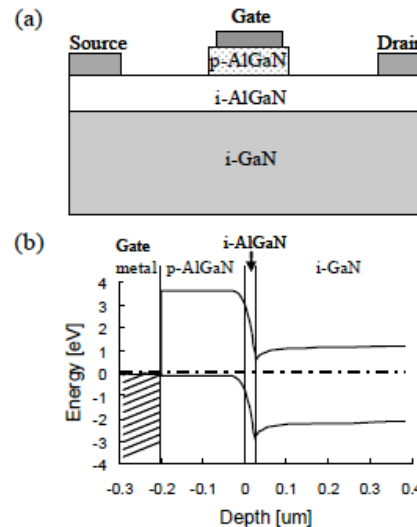 (a)
Gate
Source
Drain
p-AlGaN
i-AlGaN
i-GaN
(b)
i-AlGaN
Gate
metal
p-AlGaN
i-GaN
4
3
2
1
0
-1
-2
-3
-4
Energy [eV]
-0.3 -0.2 -0.1 0 0.1 0.2 0.3 0.4
Depth [um]